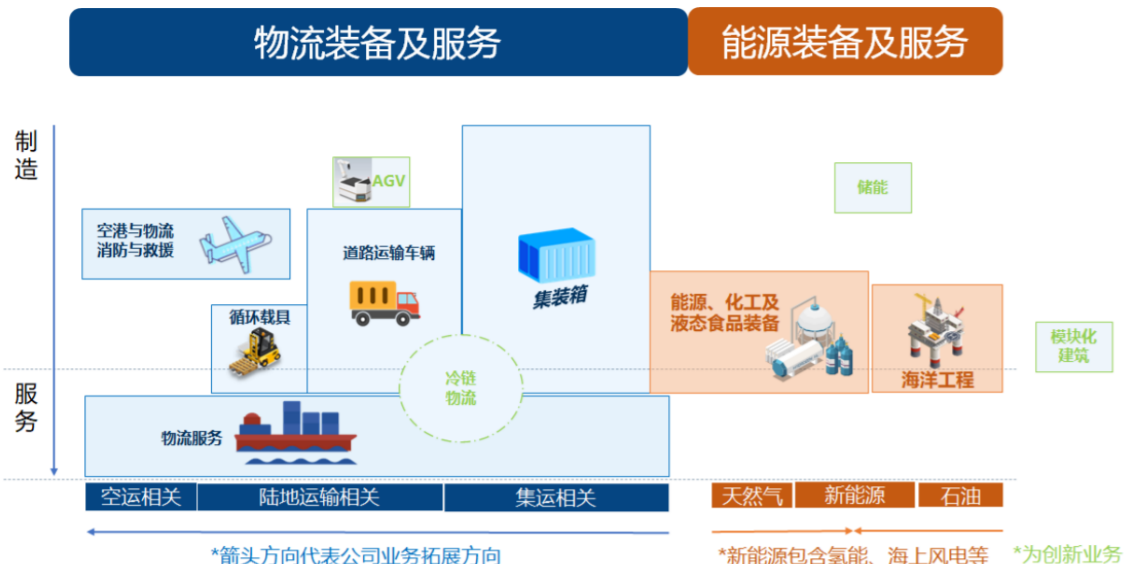 物流装备及服务
能源装备及服务
制造
AGV
储能
空港与物流
消防与救援
道路运输车辆
集装箱
循环载具
能源、化工及
液态食品装备
海洋工程
模块化
建筑
冷链
物流
服务
物流服务
空运相关
陆地运输相关
集运相关
天然气
新能源
石油
*箭头方向代表公司业务拓展方向
*新能源包含氢能、海上风电等
*为创新业务